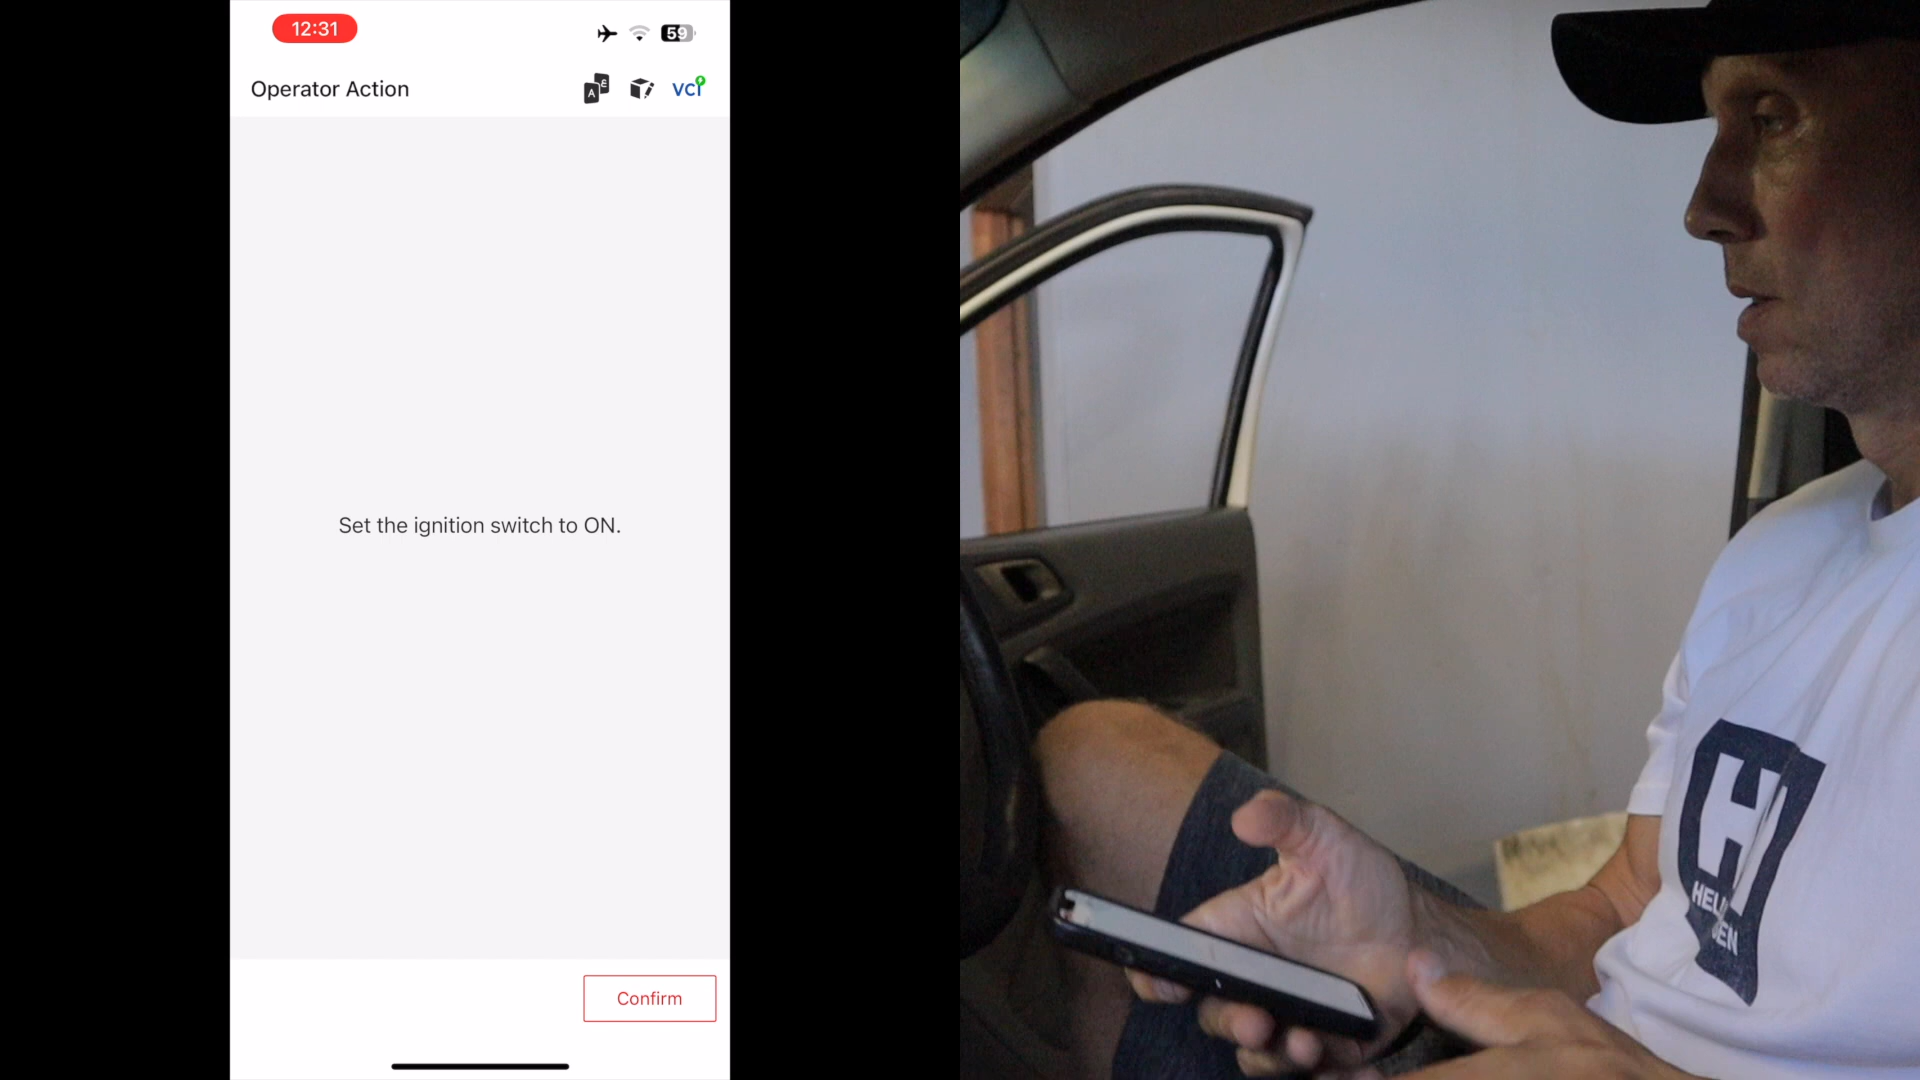 12:31
59
Operator Action
A
VCI
Set the ignition switch to ON.
Confirm
H